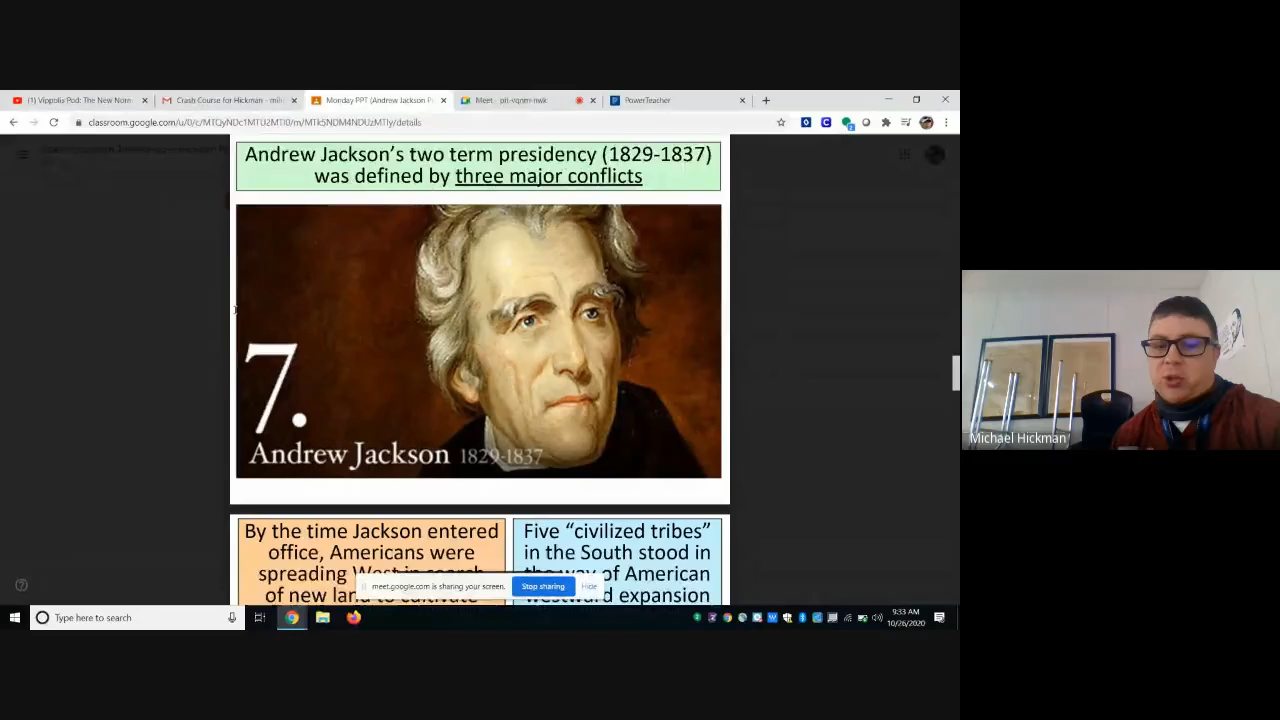 (1) Vippolis'Pod: The New Norm
Crash Course for Hickman - mih
Monday PPT (Andrew Jackson P
Meet - pit-vqnm-nwk
PowerTeacher
classroom.google.com/u/0/c/MTQyNDc1MTU2MTI0/m/MTk5NDM4NDUzMTIy/details
Andrew Jackson's two term presidency (1829-1837)
was defined by three major conflicts
7.
Andrew Jackson 1829-1837
By the time Jackson entered
office, Americans were
spreading West in search
of new land to cultivate
Five “civilized tribes”
in the South stood in
the way of American
westward expansion
meet.google.com is sharing your screen.
Stop sharing
Hide
Michael Hickman
Type here to search
9:33 AM
10/26/2020